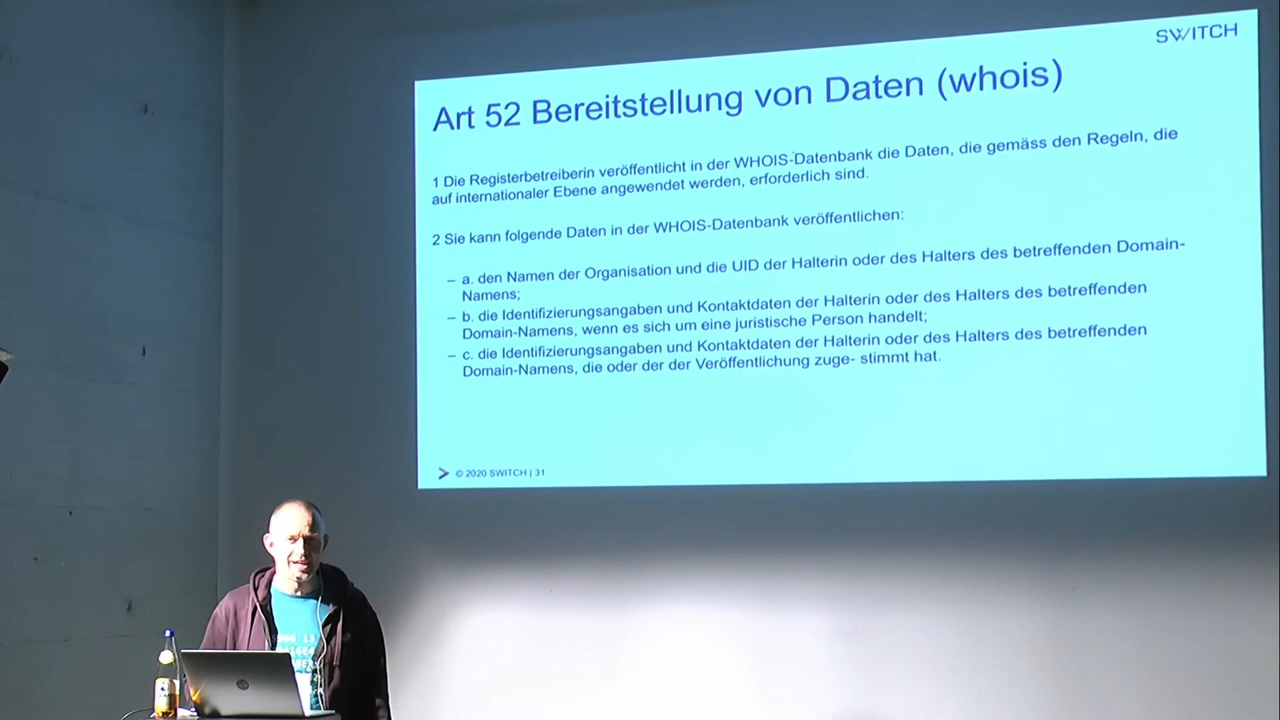 SWITCH
Art 52 Bereitstellung von Daten (whois)
1 Die Registerbetreiberin veröffentlicht in der WHOIS-Datenbank die Daten, die gemäss den Regeln, die
auf internationaler Ebene angewendet werden, erforderlich sind.
2 Sie kann folgende Daten in der WHOIS-Datenbank veröffentlichen:
– a. den Namen der Organisation und die UID der Halterin oder des Halters des betreffenden Domain-
Namens;
– b. die Identifizierungsangaben und Kontaktdaten der Halterin oder des Halters des betreffenden
Domain-Namens, wenn es sich um eine juristische Person handelt;
– c. die Identifizierungsangaben und Kontaktdaten der Halterin oder des Halters des betreffenden
Domain-Namens, die oder der der Veröffentlichung zuge- stimmt hat.
© 2020 SWITCH | 31